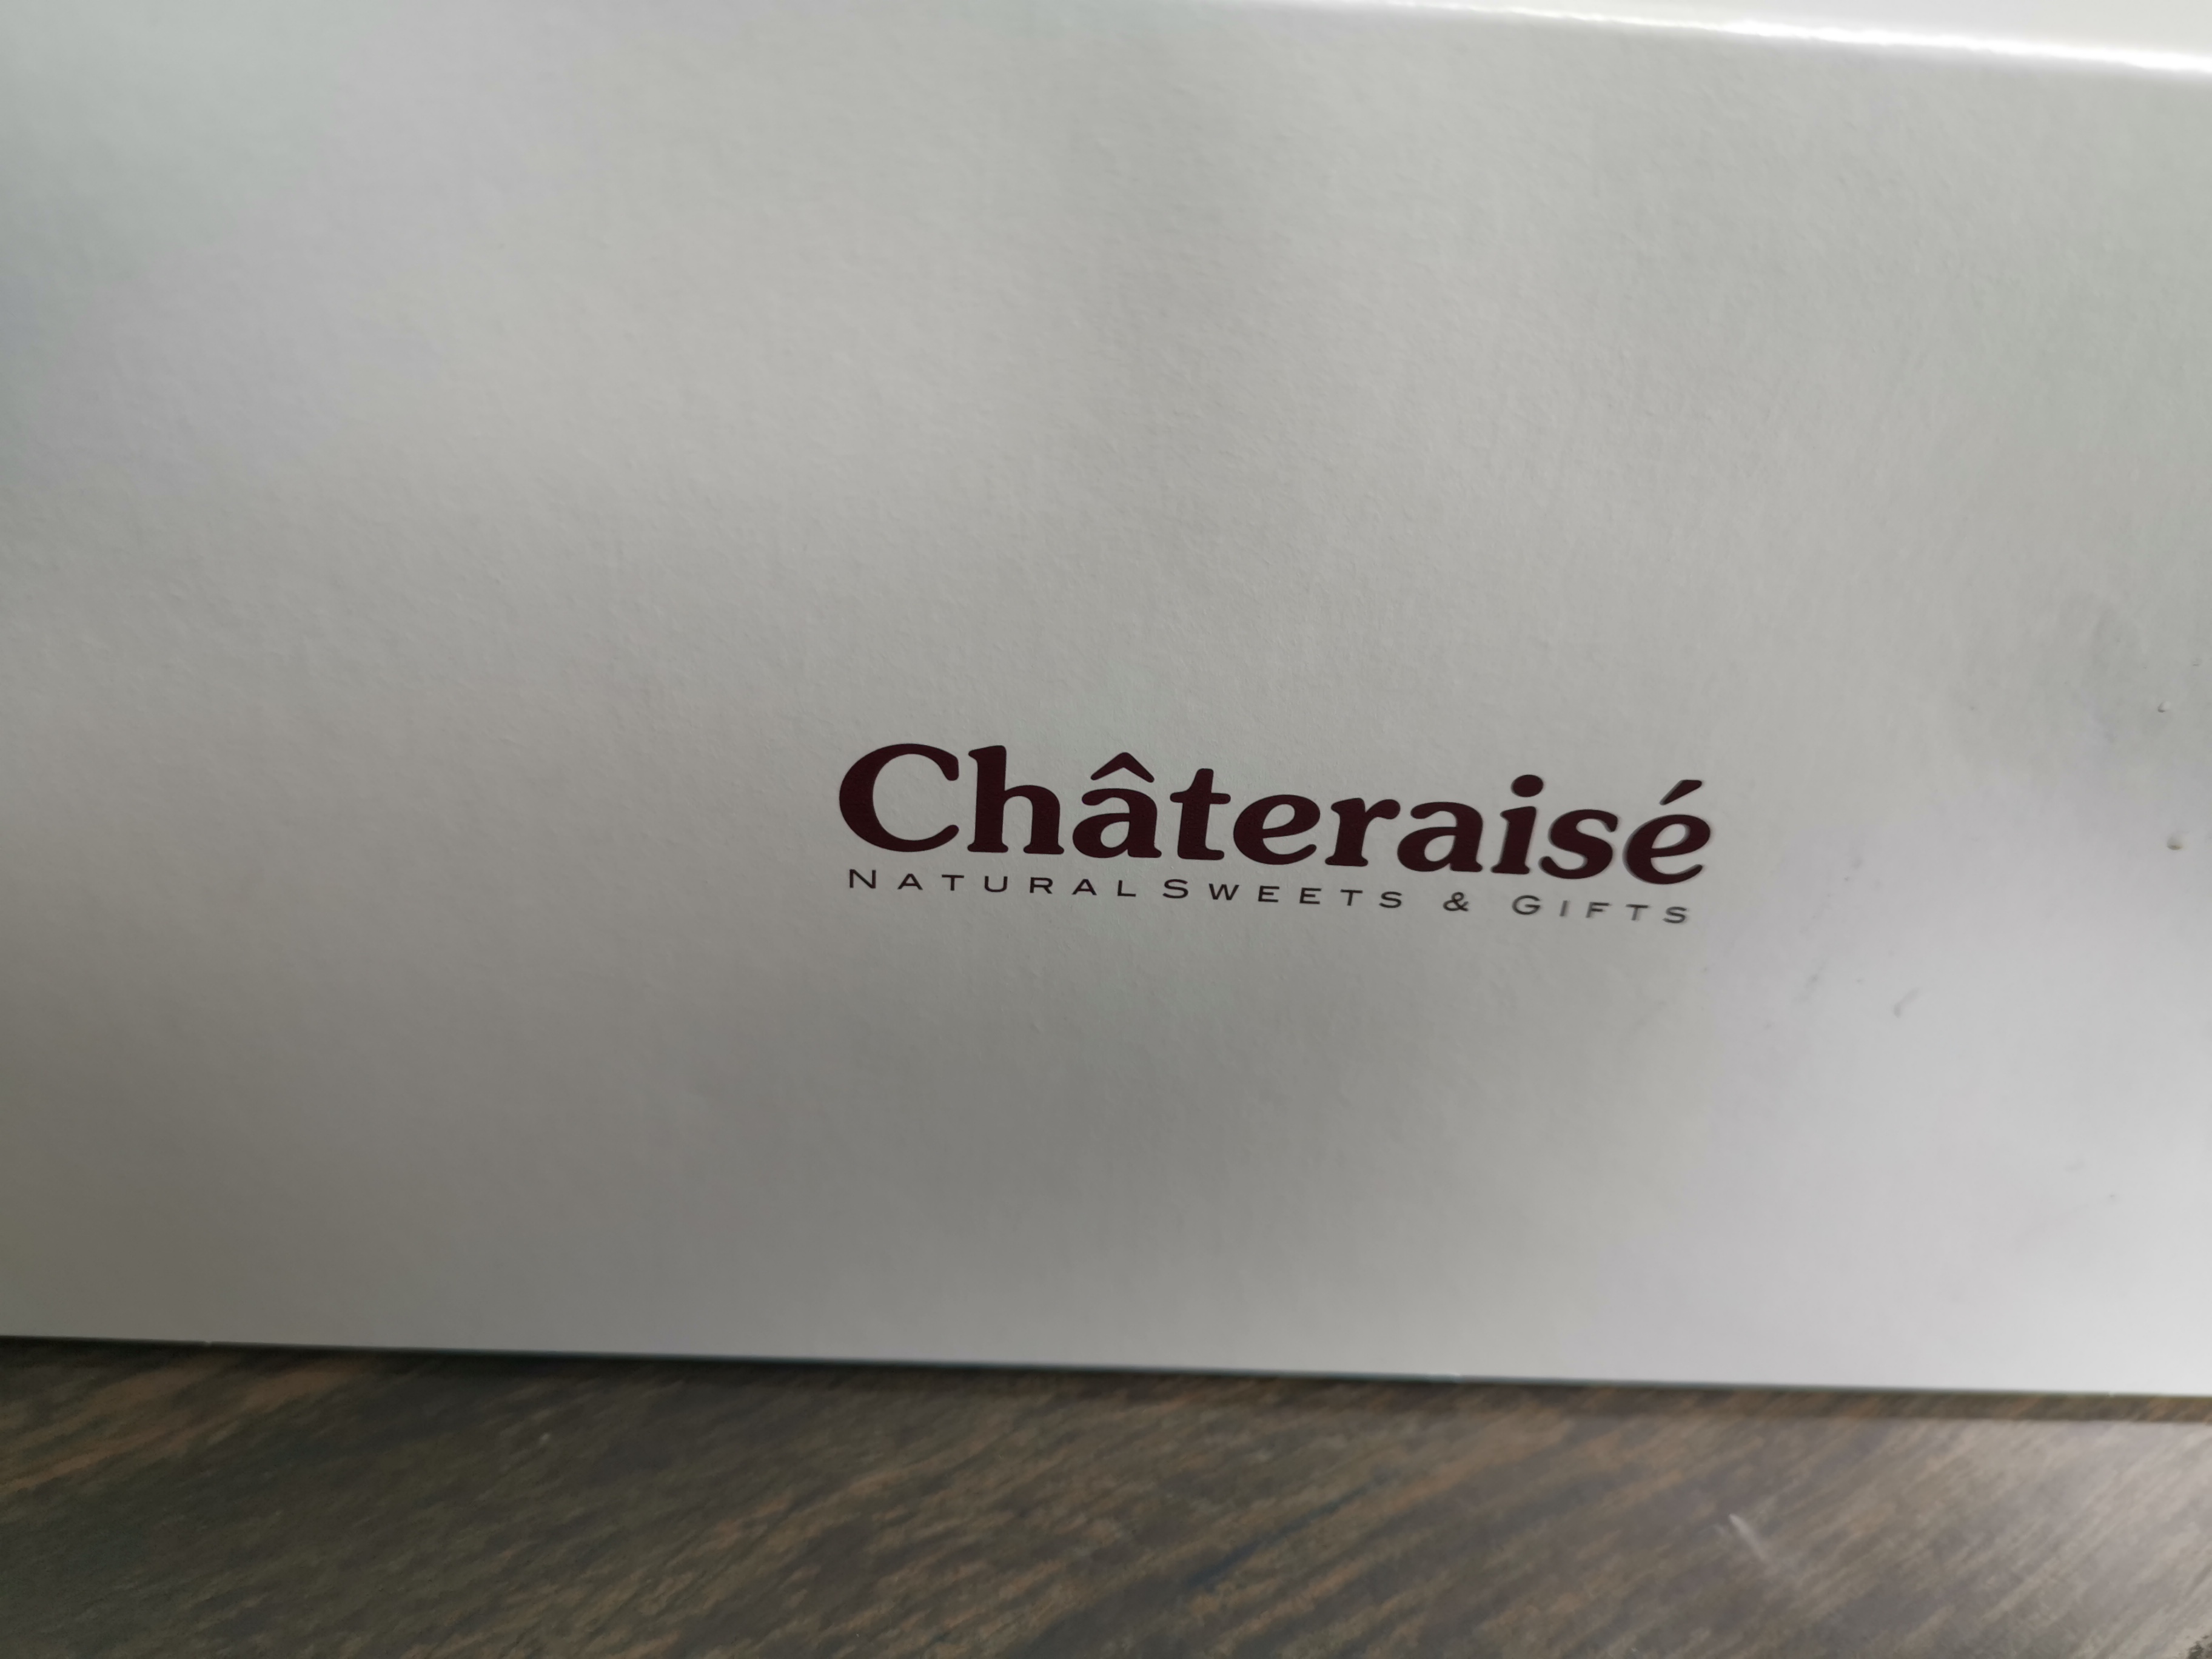 Châteraisé
NATURAL SWEETS & GIFTS